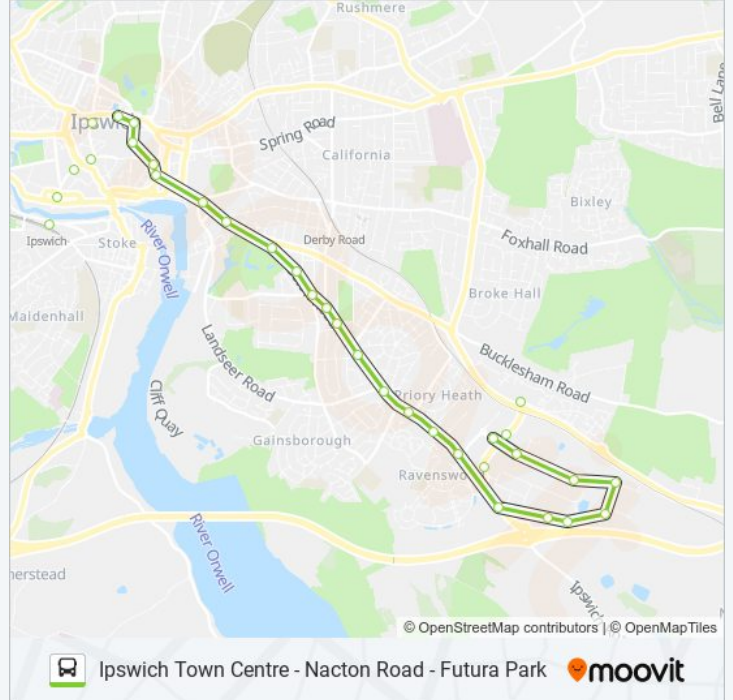 Rushmere
Bell Lane
Ipswich
Spring Road
California
Bixley
River Orwell
Derby Road
Foxhall Road
Ipswich
Stoke
Broke Hall
Maidenhall
Landseer Road
Bucklesham Road
Cliff Quay
Priory Heath
Gainsborough
Ravenswo
River Orwell
herstead
Ipswich
© OpenStreetMap contributors | © OpenMapTiles
Ipswich Town Centre - Nacton Road - Futura Park
moovit